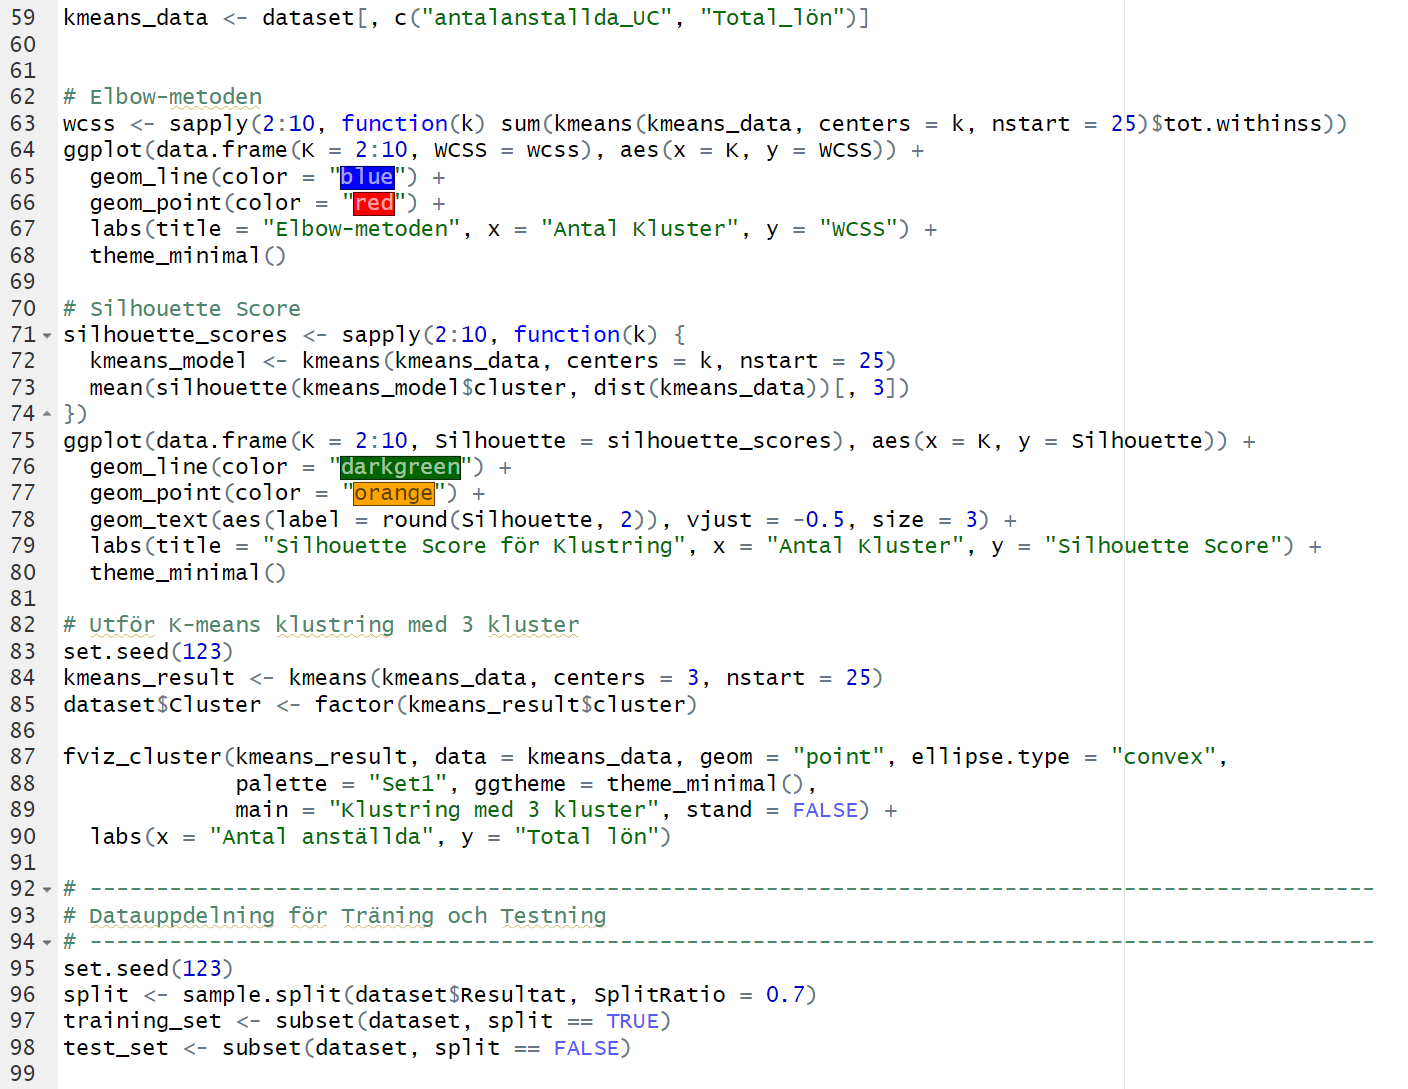 59 kmeans_data <- dataset[, c("antalanstallda_UC", "Total_lön")]
60
61
62 # Elbow-metoden
63 wcss <- sapply(2:10, function(k) sum(kmeans(kmeans_data, centers = k, nstart = 25)$tot.withinss))
64 ggplot(data.frame(K = 2:10, WCSS = wcss), aes(x = K, y = WCSS)) +
65   geom_line(color = "blue") +
66   geom_point(color = "red") +
67   labs(title = "Elbow-metoden", x = "Antal Kluster", y = "WCSS") +
68   theme_minimal()
69
70 # Silhouette Score
71 silhouette_scores <- sapply(2:10, function(k) {
72   kmeans_model <- kmeans(kmeans_data, centers = k, nstart = 25)
73   mean(silhouette(kmeans_model$cluster, dist(kmeans_data))[, 3])
74 })
75 ggplot(data.frame(K = 2:10, Silhouette = silhouette_scores), aes(x = K, y = Silhouette)) +
76   geom_line(color = "darkgreen") +
77   geom_point(color = "orange") +
78   geom_text(aes(label = round(Silhouette, 2)), vjust = -0.5, size = 3) +
79   labs(title = "Silhouette Score för Klustring", x = "Antal Kluster", y = "Silhouette Score") +
80   theme_minimal()
81
82 # Utför K-means klustring med 3 kluster
83 set.seed(123)
84 kmeans_result <- kmeans(kmeans_data, centers = 3, nstart = 25)
85 dataset$Cluster <- factor(kmeans_result$cluster)
86
87 fviz_cluster(kmeans_result, data = kmeans_data, geom = "point", ellipse.type = "convex",
88              palette = "Set1", ggtheme = theme_minimal(),
89              main = "Klustring med 3 kluster", stand = FALSE) +
90   labs(x = "Antal anställda", y = "Total lön")
91
92 # -------------------------------------------------------------------------------------------------
93 # Datauppdelning för Träning och Testning
94 # -------------------------------------------------------------------------------------------------
95 set.seed(123)
96 split <- sample.split(dataset$Resultat, SplitRatio = 0.7)
97 training_set <- subset(dataset, split == TRUE)
98 test_set <- subset(dataset, split == FALSE)
99